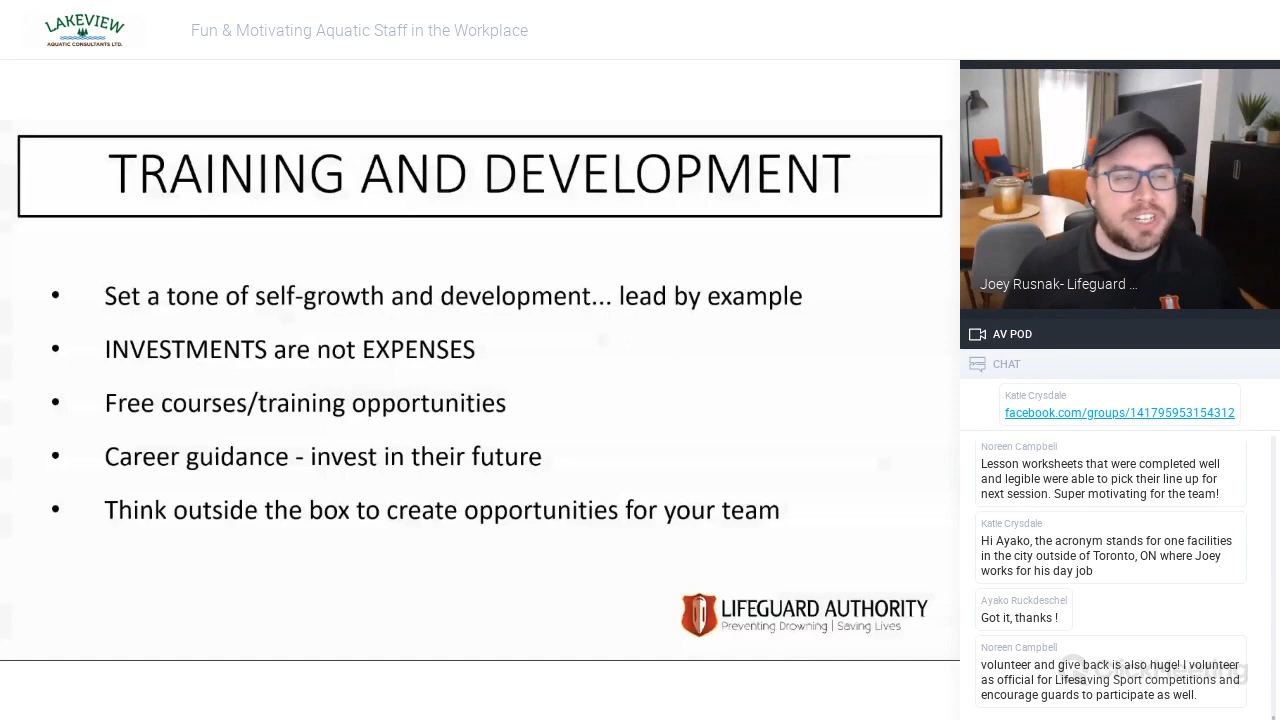 LAKEVIEW
AQUATIC CONSULTANTS LTD.
Fun & Motivating Aquatic Staff in the Workplace
TRAINING AND DEVELOPMENT
• Set a tone of self-growth and development... lead by example
• INVESTMENTS are not EXPENSES
• Free courses/training opportunities
• Career guidance - invest in their future
• Think outside the box to create opportunities for your team
LIFEGUARD AUTHORITY
Preventing Drowning | Saving Lives
Joey Rusnak- Lifeguard ...
AV POD
CHAT
Katie Crysdale
facebook.com/groups/141795953154312
Noreen Campbell
Lesson worksheets that were completed well
and legible were able to pick their line up for
next session. Super motivating for the team!
Katie Crysdale
Hi Ayako, the acronym stands for one facilities
in the city outside of Toronto, ON where Joey
works for his day job
Ayako Ruckdeschel
Got it, thanks !
Noreen Campbell
volunteer and give back is also huge! I volunteer
as official for Lifesaving Sport competitions and
encourage guards to participate as well.